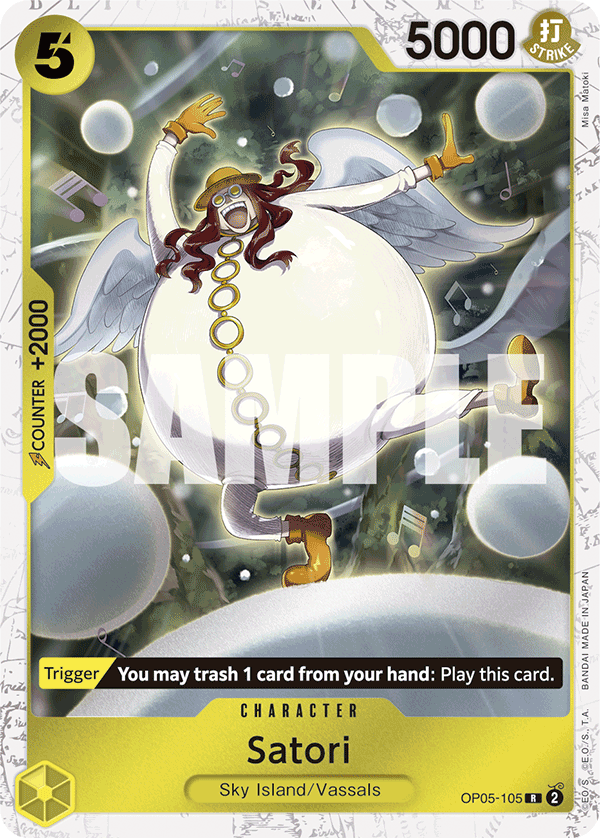 5
5000
打
STRIKE
Misa Matoki
COUNTER +2000
SAMPLE
Trigger You may trash 1 card from your hand: Play this card.
CHARACTER
Satori
Sky Island/Vassals
OP05-105 R 2
©E.O./S. ©E.O./S.,T.A. BANDAI MADE IN JAPAN